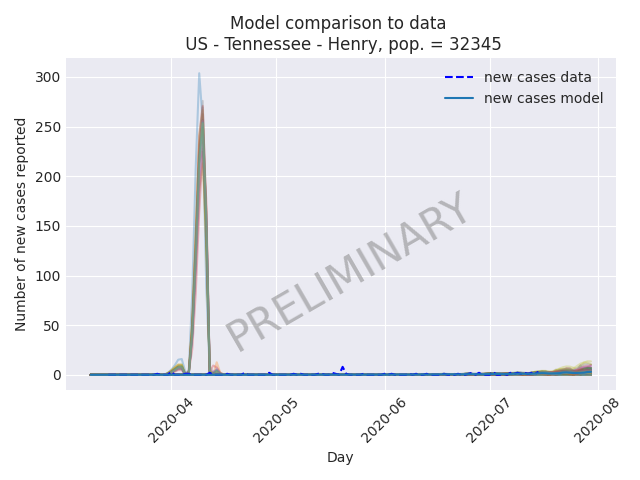 Model comparison to data
US - Tennessee - Henry, pop. = 32345
Number of new cases reported
300
250
200
150
100
50
0
new cases data
new cases model
PRELIMINARY
2020-04
2020-05
2020-06
2020-07
2020-08
Day